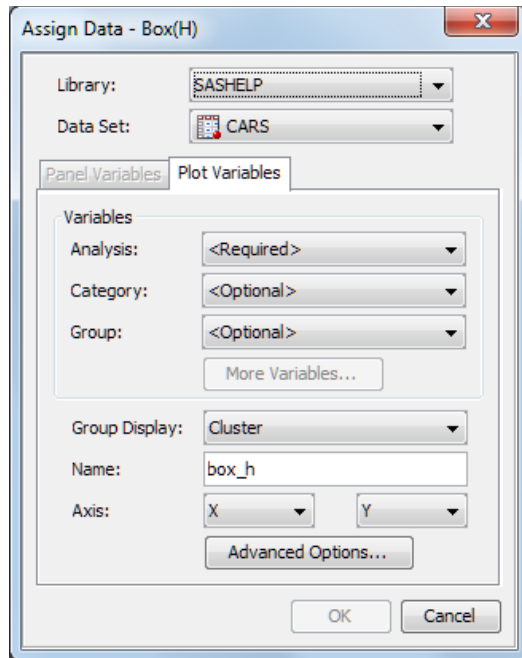 Assign Data - Box(H)
Library: SASHELP
Data Set: CARS
Panel Variables Plot Variables
Variables
Analysis: <Required>
Category: <Optional>
Group: <Optional>
More Variables...
Group Display: Cluster
Name: box_h
Axis: X Y
Advanced Options...
OK Cancel